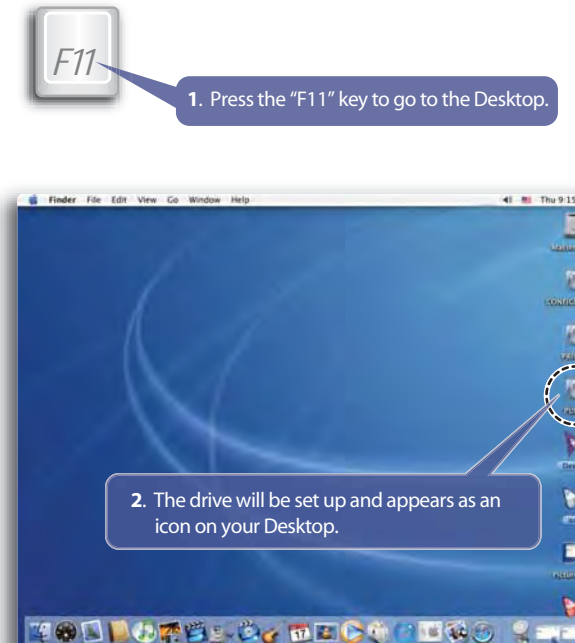 F11
1. Press the “F11” key to go to the Desktop.
Finder File Edit View Go Window Help
Thu 9:15
2. The drive will be set up and appears as an
icon on your Desktop.
17